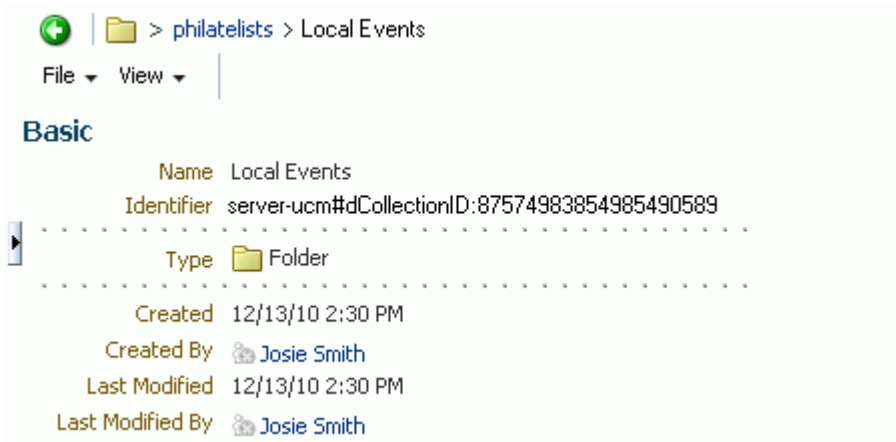 > philatelists > Local Events
File View
Basic
Name Local Events
Identifier server-ucm#dCollectionID:87574983854985490589
Type Folder
Created 12/13/10 2:30 PM
Created By Josie Smith
Last Modified 12/13/10 2:30 PM
Last Modified By Josie Smith